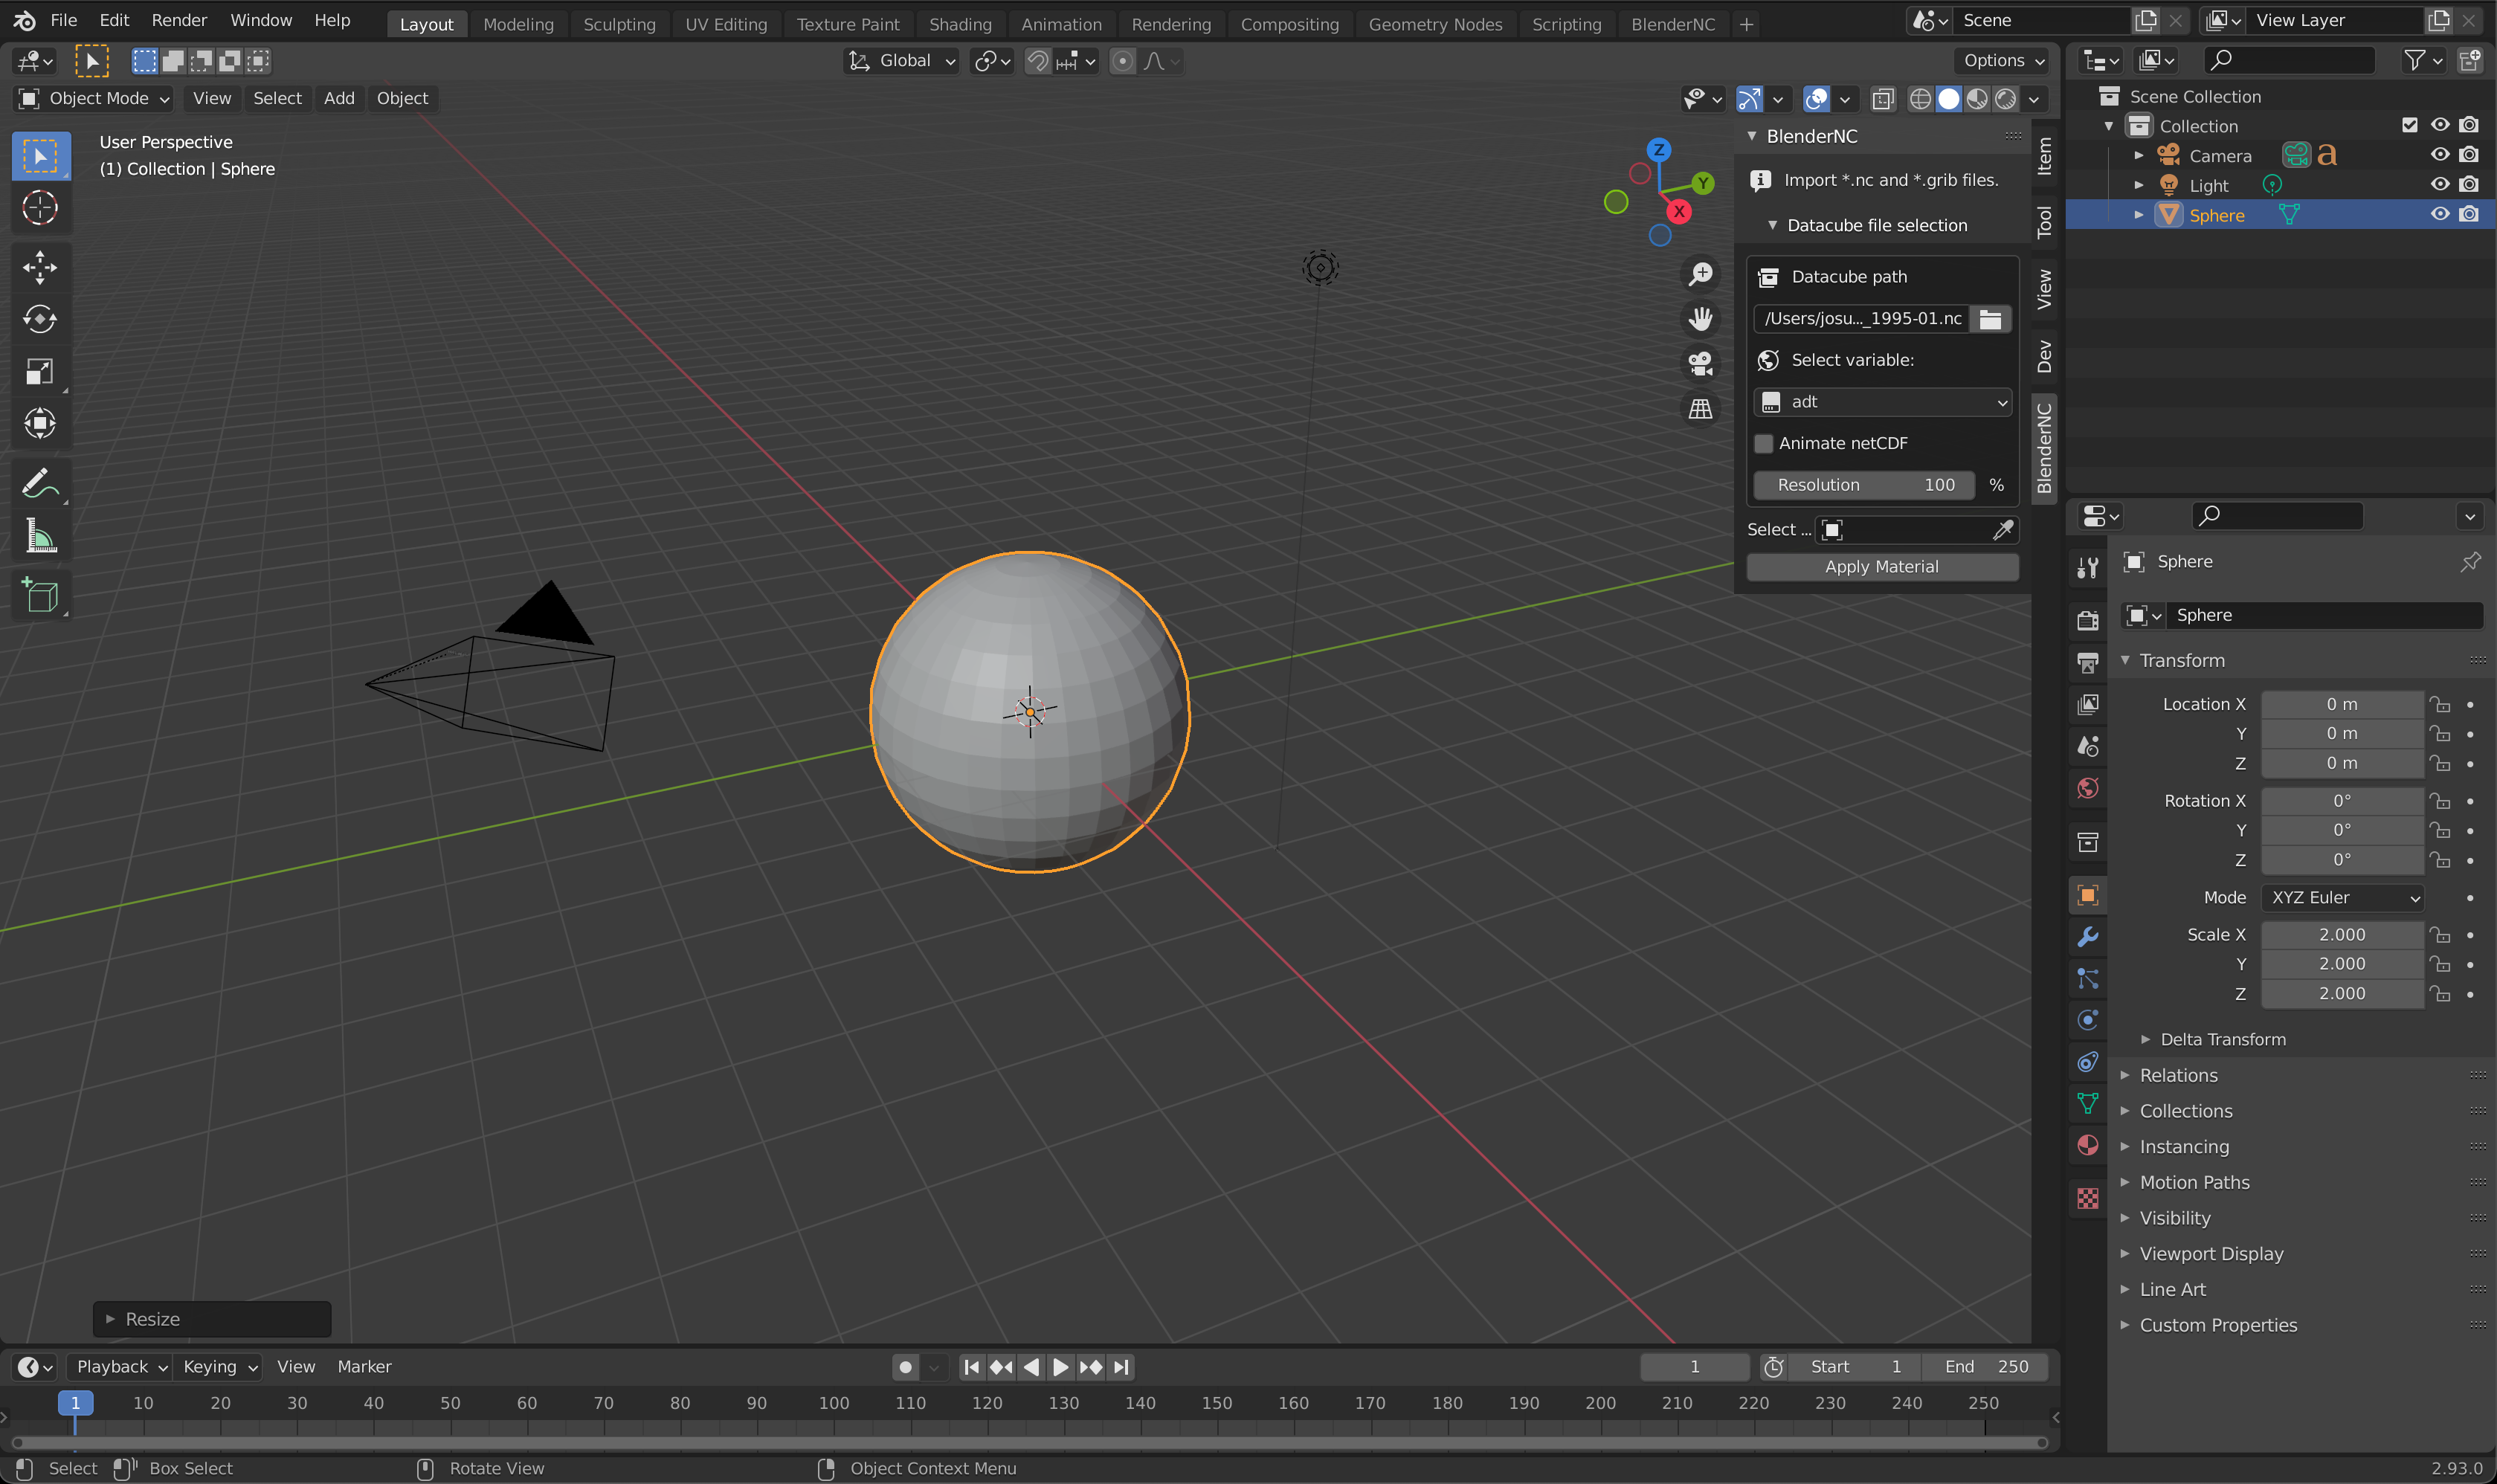 File Edit Render Window Help Layout Modeling Sculpting UV Editing Texture Paint Shading Animation Rendering Compositing Geometry Nodes Scripting BlenderNC + Scene View Layer
Global Options
Object Mode View Select Add Object
User Perspective
(1) Collection | Sphere
Z
Y
X
BlenderNC
Import *.nc and *.grib files.
Datacube file selection
Datacube path
/Users/josu..._1995-01.nc
Select variable:
adt
Animate netCDF
Resolution 100 %
Select ...
Apply Material
Item
Tool
View
Dev
BlenderNC
Scene Collection
Collection
Camera
Light
Sphere
Sphere
Sphere
Transform
Location X 0 m
Y 0 m
Z 0 m
Rotation X 0°
Y 0°
Z 0°
Mode XYZ Euler
Scale X 2.000
Y 2.000
Z 2.000
Delta Transform
Relations
Collections
Instancing
Motion Paths
Visibility
Viewport Display
Line Art
Custom Properties
Resize
Playback Keying View Marker 1 Start 1 End 250
1 10 20 30 40 50 60 70 80 90 100 110 120 130 140 150 160 170 180 190 200 210 220 230 240 250
Select Box Select Rotate View Object Context Menu 2.93.0